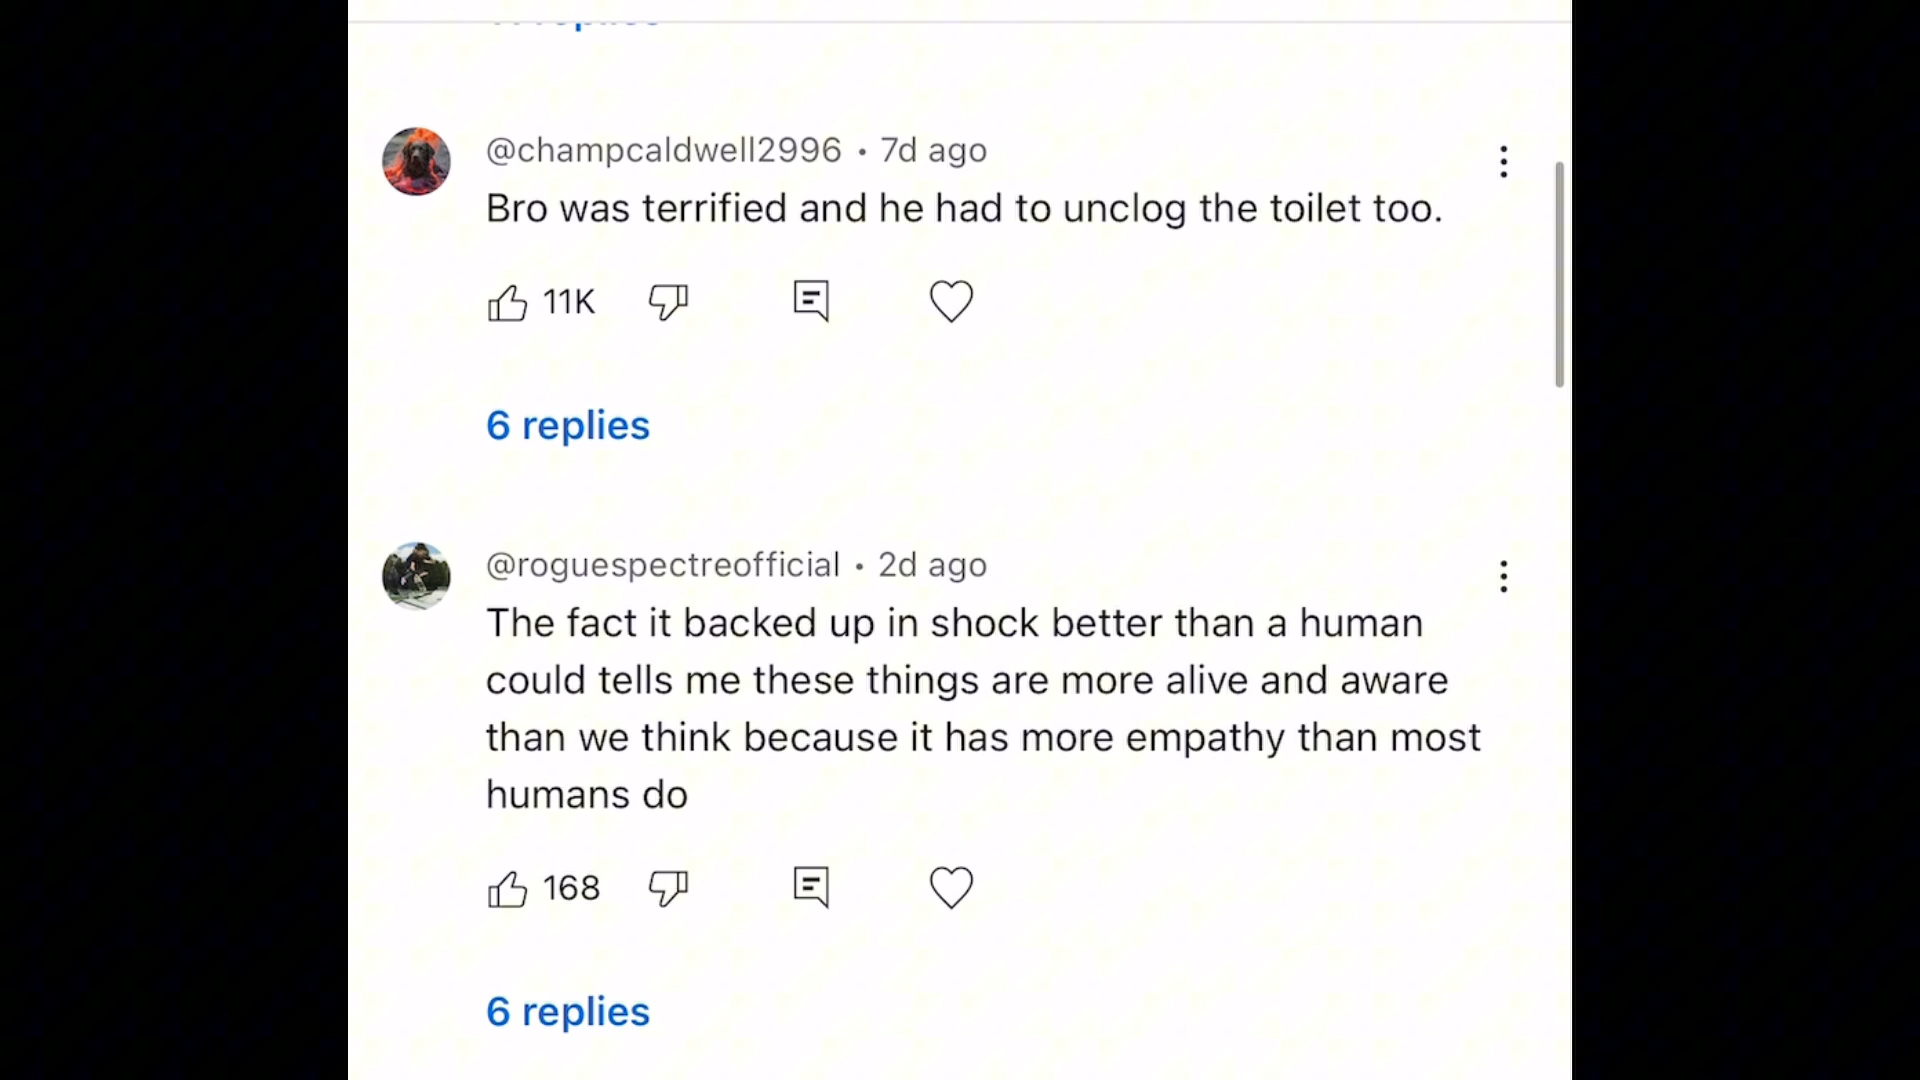 @champcaldwell2996 • 7d ago
Bro was terrified and he had to unclog the toilet too.
11K
6 replies
@roguespectreofficial • 2d ago
The fact it backed up in shock better than a human
could tells me these things are more alive and aware
than we think because it has more empathy than most
humans do
168
6 replies